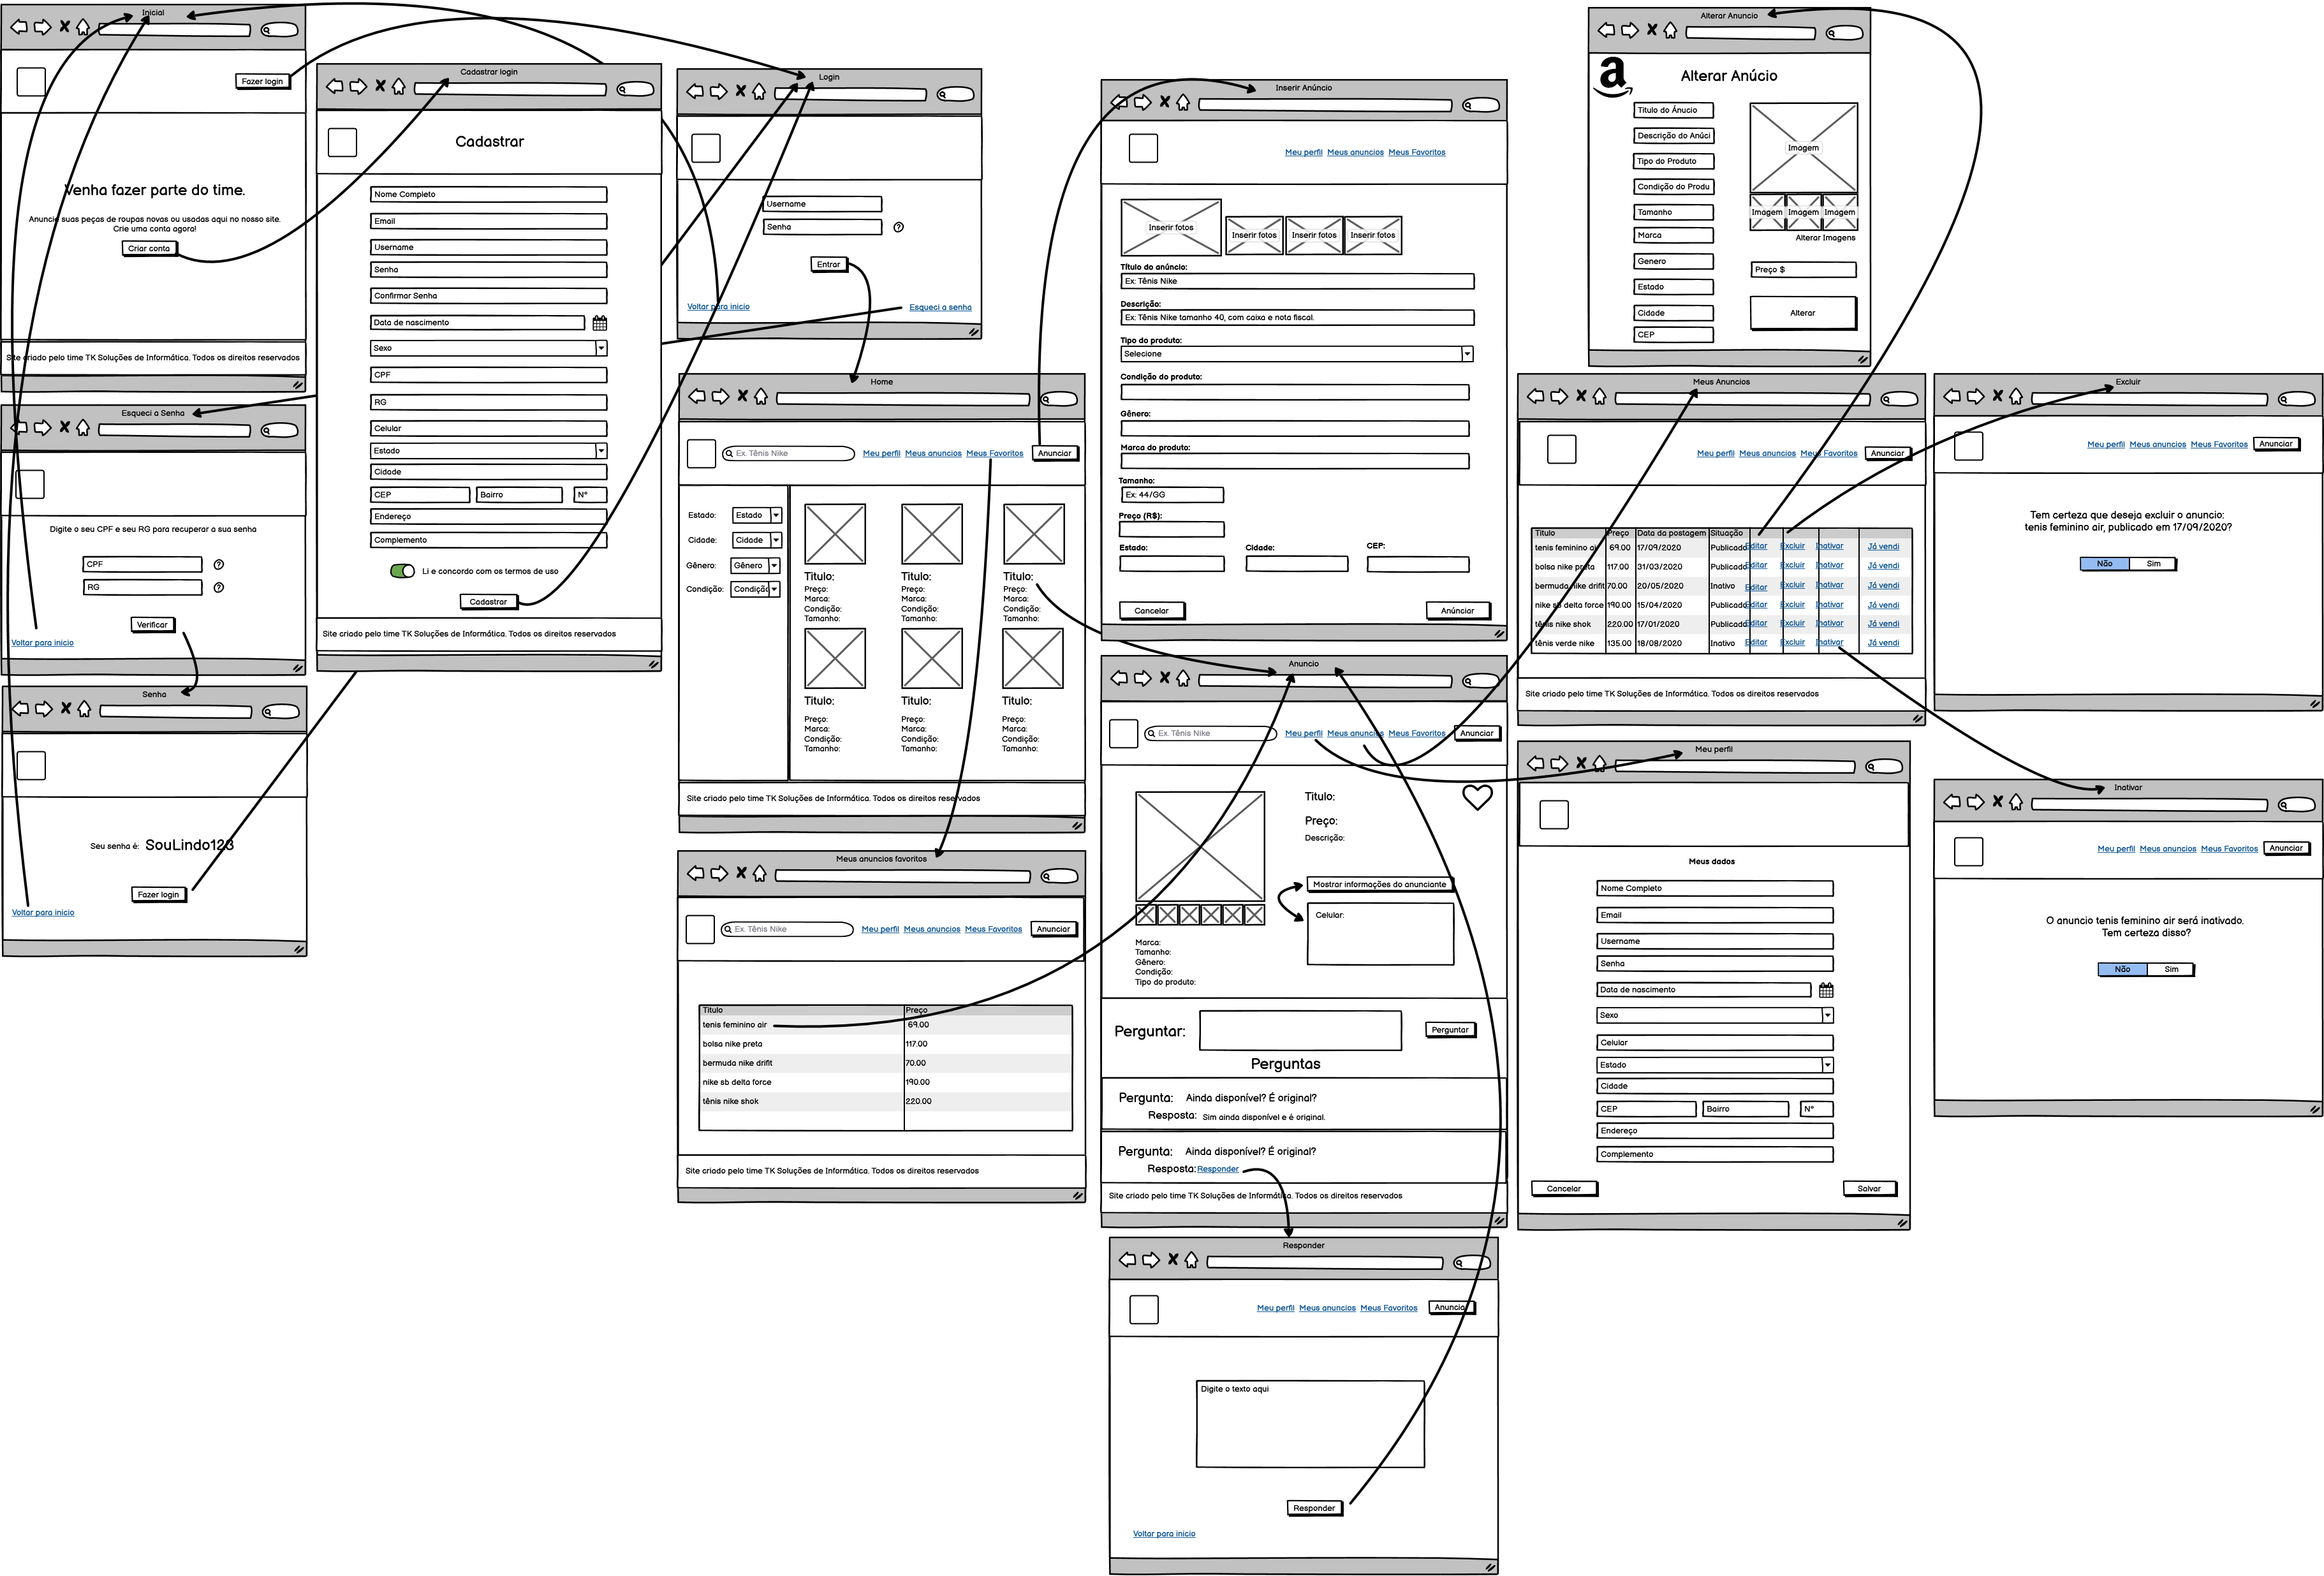 Inicial
Fazer login
Venha fazer parte do time.
Anuncie suas peças de roupas novas ou usadas aqui no nosso site.
Crie uma conta agora!
Criar conta
Site criado pelo time TK Soluções de Informática. Todos os direitos reservados
Esqueci a Senha
Digite o seu CPF e seu RG para recuperar a sua senha
CPF
?
RG
?
Verificar
Voltar para inicio
Senha
Seu senha é: SouLindo123
Fazer login
Voltar para inicio
Cadastrar login
Cadastrar
Nome Completo
Email
Username
Senha
Confirmar Senha
Data de nascimento
Sexo
CPF
RG
Celular
Estado
Cidade
CEP Bairro N°
Endereço
Complemento
Li e concordo com os termos de uso
Cadastrar
Site criado pelo time TK Soluções de Informática. Todos os direitos reservados
Login
Username
Senha
?
Entrar
Voltar para inicio Esqueci a senha
Home
Ex. Tênis Nike Meu perfil Meus anuncios Meus Favoritos Anunciar
Estado: Estado
Cidade: Cidade
Gênero: Gênero
Condição: Condição
Titulo: Titulo: Titulo:
Preço: Preço: Preço:
Marca: Marca: Marca:
Condição: Condição: Condição:
Tamanho: Tamanho: Tamanho:
Titulo: Titulo: Titulo:
Preço: Preço: Preço:
Marca: Marca: Marca:
Condição: Condição: Condição:
Tamanho: Tamanho: Tamanho:
Site criado pelo time TK Soluções de Informática. Todos os direitos reservados
Meus anuncios favoritos
Ex. Tênis Nike Meu perfil Meus anuncios Meus Favoritos Anunciar
Titulo Preço
tenis feminino air 69.00
bolsa nike preta 117.00
bermuda nike drifit 70.00
nike sb delta force 190.00
tênis nike shok 220.00
Site criado pelo time TK Soluções de Informática. Todos os direitos reservados
Inserir Anúncio
Meu perfil Meus anuncios Meus Favoritos
Inserir fotos Inserir fotos Inserir fotos Inserir fotos
Título do anúncio:
Ex: Tênis Nike
Descrição:
Ex: Tênis Nike tamanho 40, com caixa e nota fiscal.
Tipo do produto:
Selecione
Condição do produto:
Gênero:
Marca do produto:
Tamanho:
Ex: 44/GG
Preço (R$):
Estado: Cidade: CEP:
Cancelar Anúnciar
Anuncio
Ex. Tênis Nike Meu perfil Meus anuncios Meus Favoritos Anunciar
Titulo:
Preço:
Descrição:
Mostrar informações do anunciante
Celular:
Marca:
Tamanho:
Gênero:
Condição:
Tipo do produto:
Perguntar: Perguntar
Perguntas
Pergunta: Ainda disponível? É original?
Resposta: Sim ainda disponível e é original.
Pergunta: Ainda disponível? É original?
Resposta: Responder
Site criado pelo time TK Soluções de Informática. Todos os direitos reservados
Responder
Meu perfil Meus anuncios Meus Favoritos Anunciar
Digite o texto aqui
Responder
Voltar para inicio
Alterar Anuncio
a
Alterar Anúcio
Titulo do Ánucio
Descrição do Anúci
Tipo do Produto
Condição do Produ
Tamanho
Marca
Genero
Estado
Cidade
CEP
Imagem
Imagem Imagem Imagem
Alterar Imagens
Preço $
Alterar
Meus Anuncios
Meu perfil Meus anuncios Meus Favoritos Anunciar
Titulo Preço Data da postagem Situação
tenis feminino air 69.00 17/09/2020 Publicado Editar Excluir Inativar Já vendi
bolsa nike preta 117.00 31/03/2020 Publicado Editar Excluir Inativar Já vendi
bermuda nike drifit 70.00 20/05/2020 Inativo Editar Excluir Inativar Já vendi
nike sb delta force 190.00 15/04/2020 Publicado Editar Excluir Inativar Já vendi
tênis nike shok 220.00 17/01/2020 Publicado Editar Excluir Inativar Já vendi
tênis verde nike 135.00 18/08/2020 Inativo Editar Excluir Inativar Já vendi
Site criado pelo time TK Soluções de Informática. Todos os direitos reservados
Meu perfil
Meus dados
Nome Completo
Email
Username
Senha
Data de nascimento
Sexo
Celular
Estado
Cidade
CEP Bairro N°
Endereço
Complemento
Cancelar Salvar
Excluir
Meu perfil Meus anuncios Meus Favoritos Anunciar
Tem certeza que deseja excluir o anuncio:
tenis feminino air, publicado em 17/09/2020?
Não Sim
Inativar
Meu perfil Meus anuncios Meus Favoritos Anunciar
O anuncio tenis feminino air será inativado.
Tem certeza disso?
Não Sim